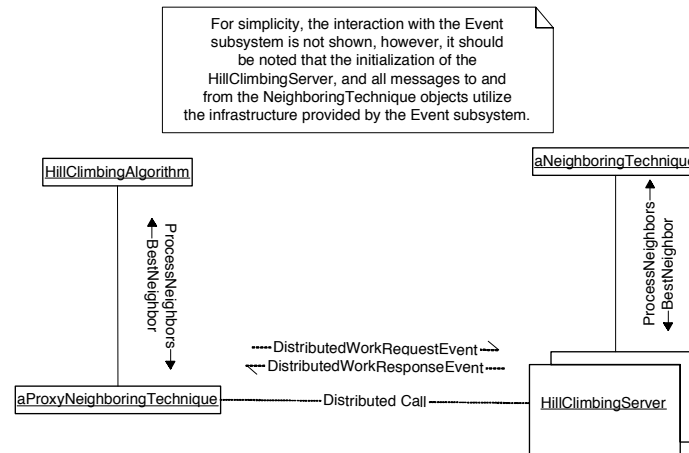 For simplicity, the interaction with the Event
subsystem is not shown, however, it should
be noted that the initialization of the
HillClimbingServer, and all messages to and
from the NeighboringTechnique objects utilize
the infrastructure provided by the Event subsystem.
HillClimbingAlgorithm
aNeighboringTechnique
ProcessNeighbors
BestNeighbor
ProcessNeighbors
BestNeighbor
DistributedWorkRequestEvent
DistributedWorkResponseEvent
aProxyNeighboringTechnique
Distributed Call
HillClimbingServer